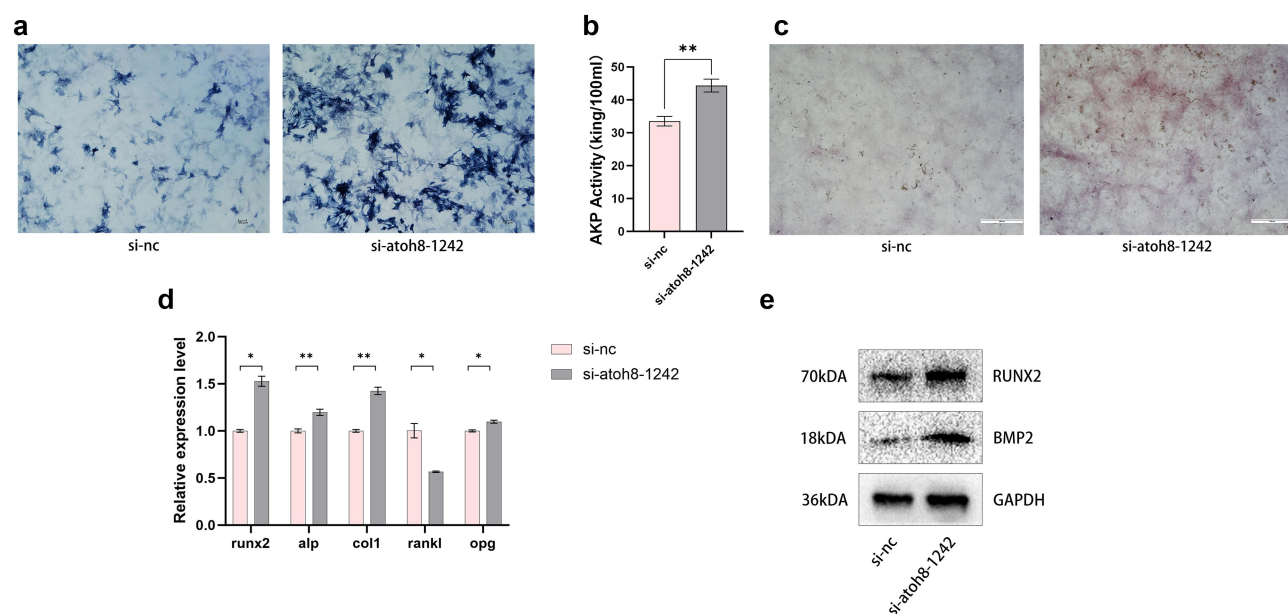 a
b
c
si-nc
si-atoh8-1242
AKP Activity (king/100ml)
**
50
40
30
20
10
0
si-nc
si-atoh8-1242
si-nc
si-atoh8-1242
d
Relative expression level
2.0
1.5
1.0
0.5
0.0
*
**
**
*
*
runx2
alp
col1
rankl
opg
si-nc
si-atoh8-1242
e
70kDA
RUNX2
18kDA
BMP2
36kDA
GAPDH
si-nc
si-atoh8-1242